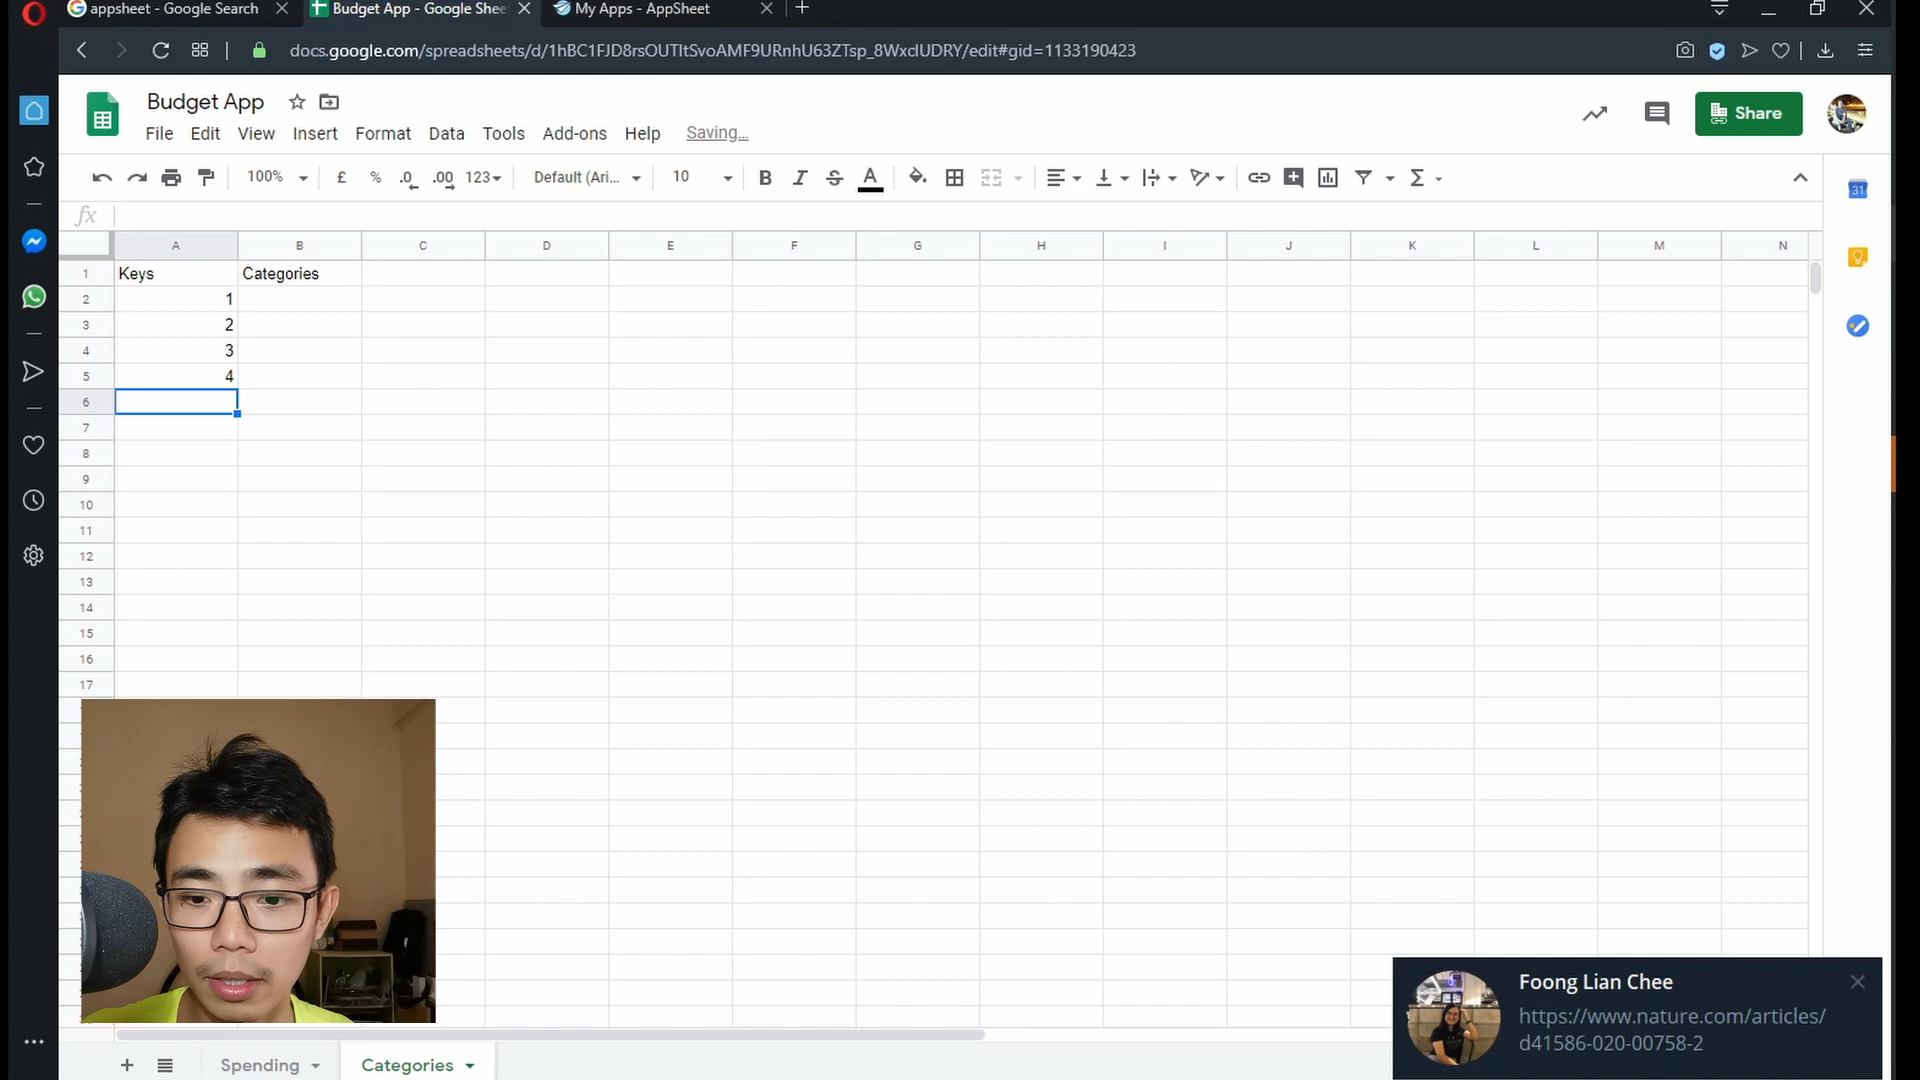 appsheet - Google Search
Budget App - Google Shee
My Apps - AppSheet
docs.google.com/spreadsheets/d/1hBC1FJD8rsOUTItSvoAMF9URnhU63ZTsp_8WxclUDRY/edit#gid=1133190423
Budget App
File Edit View Insert Format Data Tools Add-ons Help Saving...
Share
100% £ % .0 .00 123 Default (Ari... 10 B I S A Σ
31
fx
A B C D E F G H I J K L M N
1 Keys Categories
2 1
3 2
4 3
5 4
6
7
8
9
10
11
12
13
14
15
16
17
Foong Lian Chee
https://www.nature.com/articles/
d41586-020-00758-2
Spending
Categories